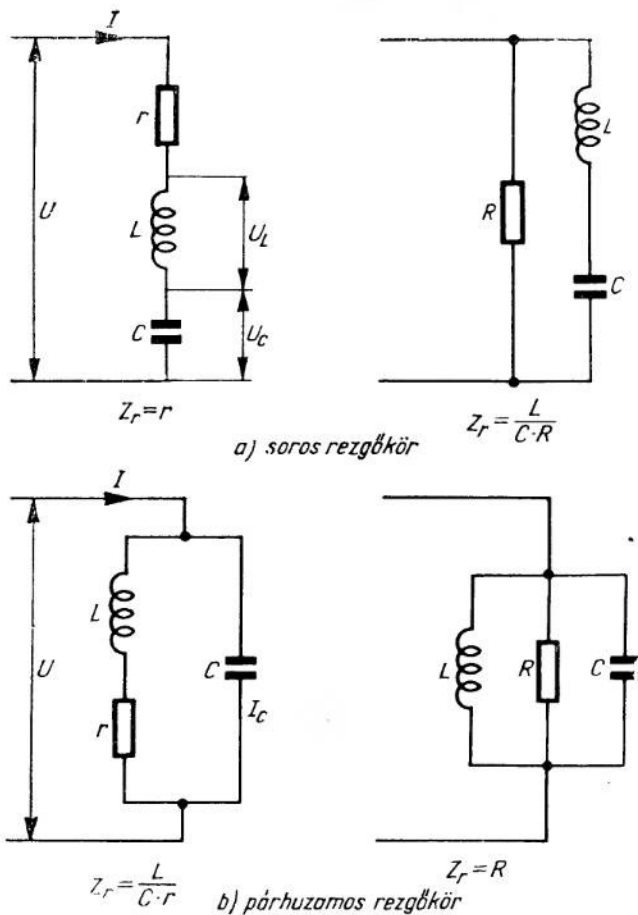 I
r
U
L
U_L
C
U_C
Z_r = r
R
L
C
Z_r = L / (C·R)
a) soros rezgőkör
I
U
L
r
C
I_C
Z_r = L / (C·r)
L
R
C
Z_r = R
b) párhuzamos rezgőkör